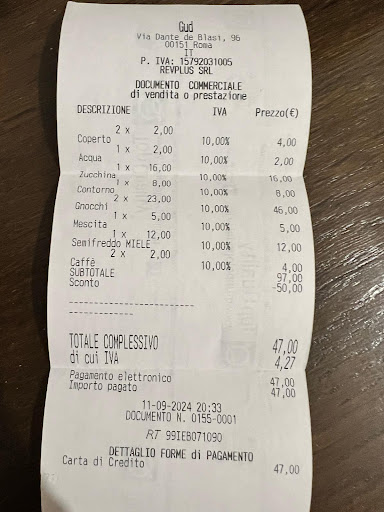 Gud
Via Dante de Blasi, 96
00151 Roma
IT
P. IVA: 15792031005
REVPLUS SRL
DOCUMENTO COMMERCIALE
di vendita o prestazione
DESCRIZIONE IVA Prezzo(€)
2 x 2,00
Coperto 10,00% 4,00
1 x 2,00
Acqua 10,00% 2,00
1 x 16,00
Zucchina 10,00% 16,00
1 x 8,00
Contorno 10,00% 8,00
2 x 23,00
Gnocchi 10,00% 46,00
1 x 5,00
Mescita 10,00% 5,00
1 x 12,00
Semifreddo MIELE 10,00% 12,00
2 x 2,00
Caffè 10,00% 4,00
SUBTOTALE 97,00
Sconto -50,00
------------------------
------------
TOTALE COMPLESSIVO 47,00
di cui IVA 4,27
Pagamento elettronico 47,00
Importo pagato 47,00
11-09-2024 20:33
DOCUMENTO N. 0155-0001
RT 99IEB071090
DETTAGLIO FORME di PAGAMENTO
Carta di Credito 47,00